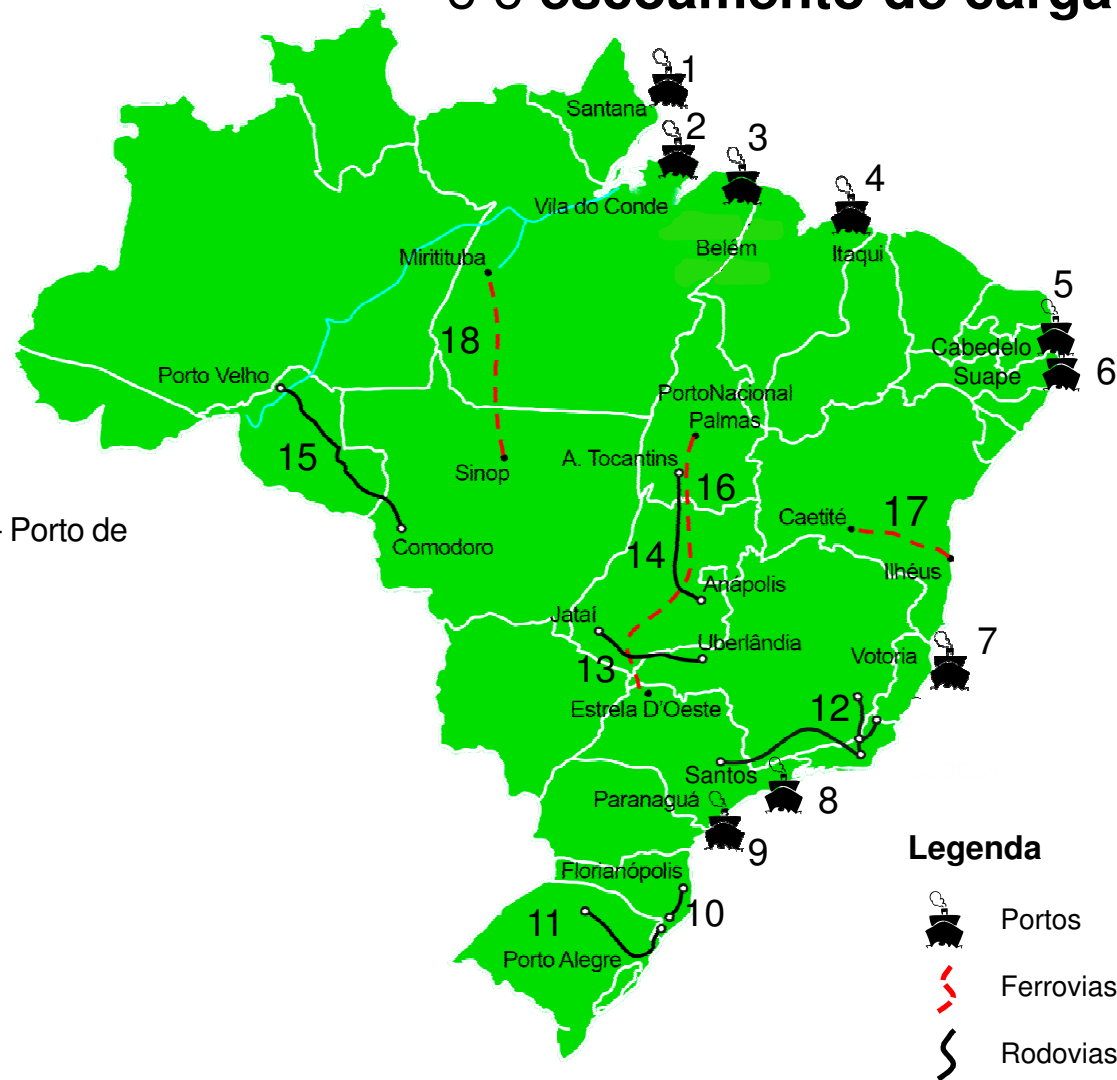 escoamento de carga
1
Santana
2
3
4
Vila do Conde
Belém
Itaqui
Miritituba
5
18
Cabedelo
6
Suape
Porto Velho
PortoNacional
Palmas
15
A. Tocantins
Sinop
16
Caetité
17
Porto de
Comodoro
14
Ilhéus
Anápolis
Jataí
Uberlândia
7
Votoria
13
12
Estrela D'Oeste
Santos
Paranaguá
8
9
Legenda
Florianópolis
10
11
Portos
Porto Alegre
Ferrovias
Rodovias